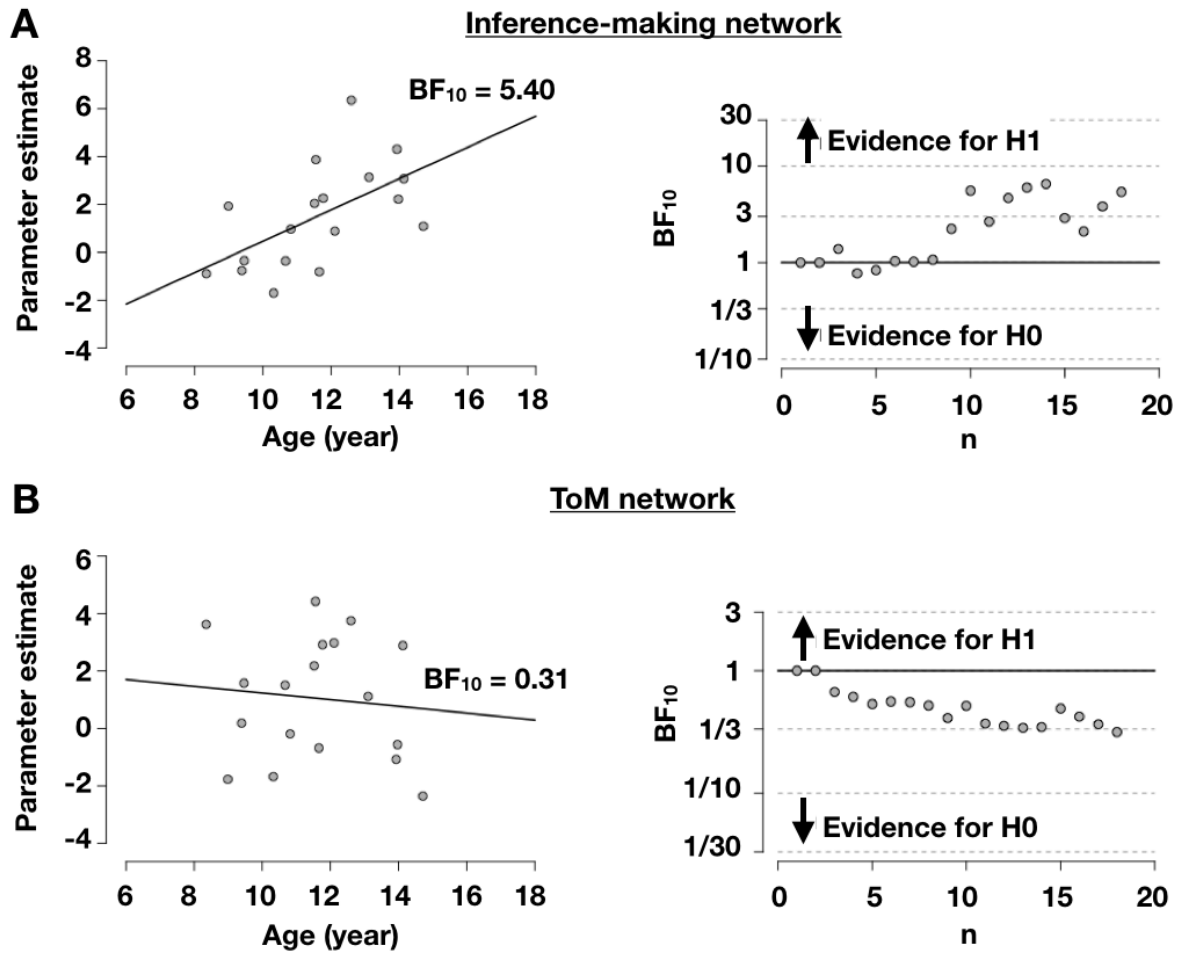 A
Inference-making network
Parameter estimate
8
6
4
2
0
-2
-4
BF₁₀ = 5.40
6 8 10 12 14 16 18
Age (year)
BF₁₀
30
10
3
1
1/3
1/10
Evidence for H1
Evidence for H0
0 5 10 15 20
n
B
ToM network
Parameter estimate
6
4
2
0
-2
-4
BF₁₀ = 0.31
6 8 10 12 14 16 18
Age (year)
BF₁₀
3
1
1/3
1/10
1/30
Evidence for H1
Evidence for H0
0 5 10 15 20
n